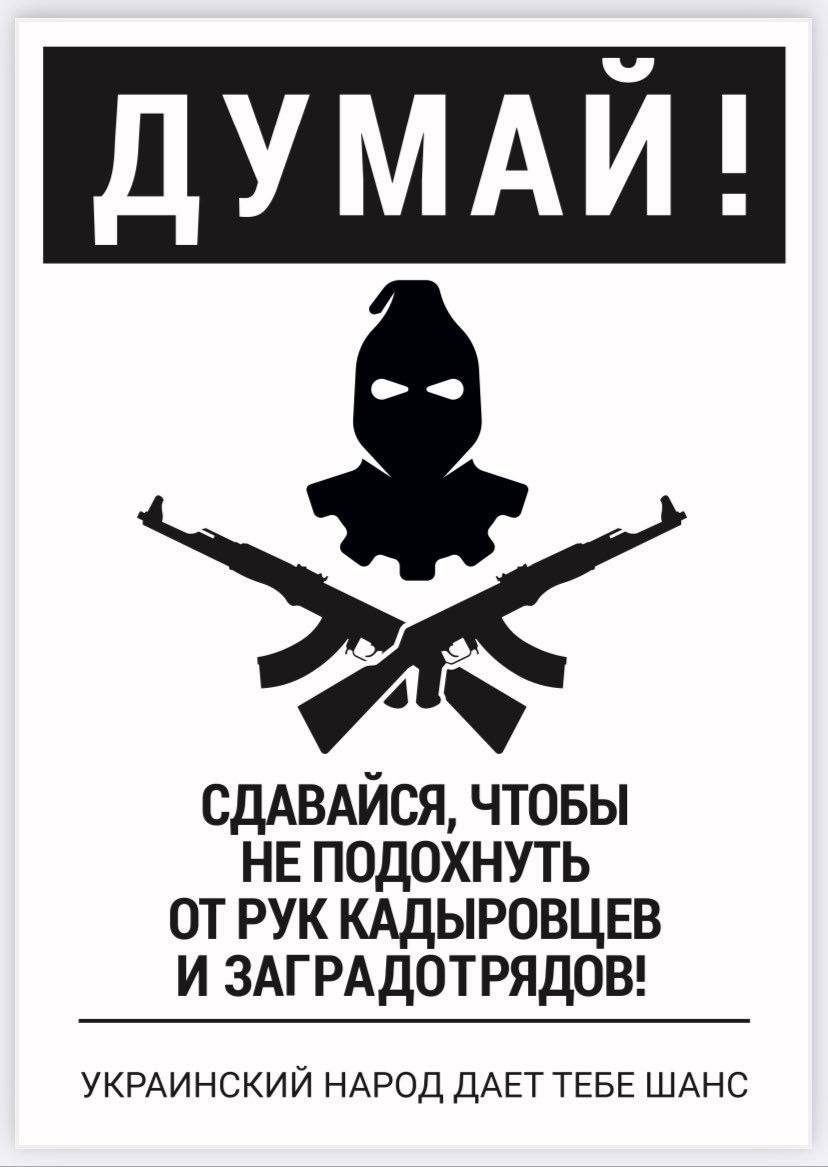 ДУМАЙ!
СДАВАЙСЯ, ЧТОБЫ
НЕ ПОДОХНУТЬ
ОТ РУК КАДЫРОВЦЕВ
И ЗАГРАДОТРЯДОВ!
УКРАИНСКИЙ НАРОД ДАЕТ ТЕБЕ ШАНС